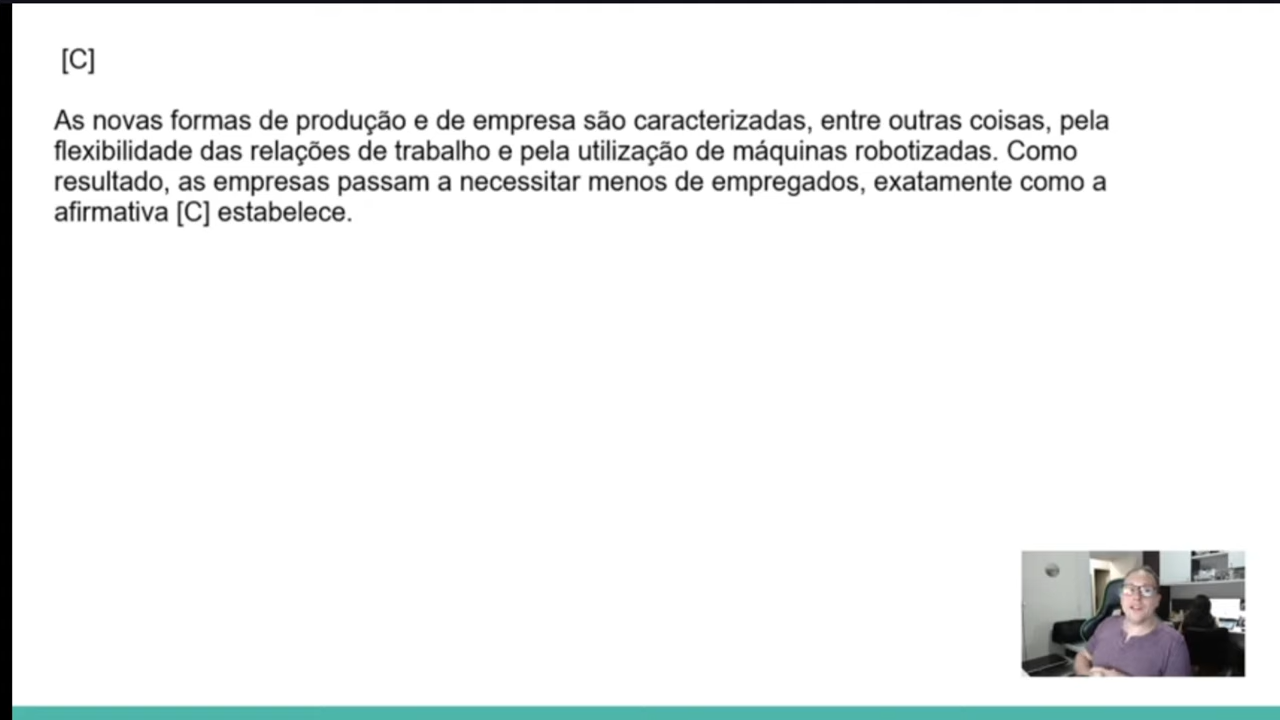 [C]
As novas formas de produção e de empresa são caracterizadas, entre outras coisas, pela
flexibilidade das relações de trabalho e pela utilização de máquinas robotizadas. Como
resultado, as empresas passam a necessitar menos de empregados, exatamente como a
afirmativa [C] estabelece.